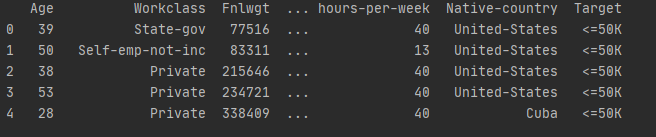 Age Workclass Fnlwgt ... hours-per-week Native-country Target
0 39 State-gov 77516 ... 40 United-States <=50K
1 50 Self-emp-not-inc 83311 ... 13 United-States <=50K
2 38 Private 215646 ... 40 United-States <=50K
3 53 Private 234721 ... 40 United-States <=50K
4 28 Private 338409 ... 40 Cuba <=50K